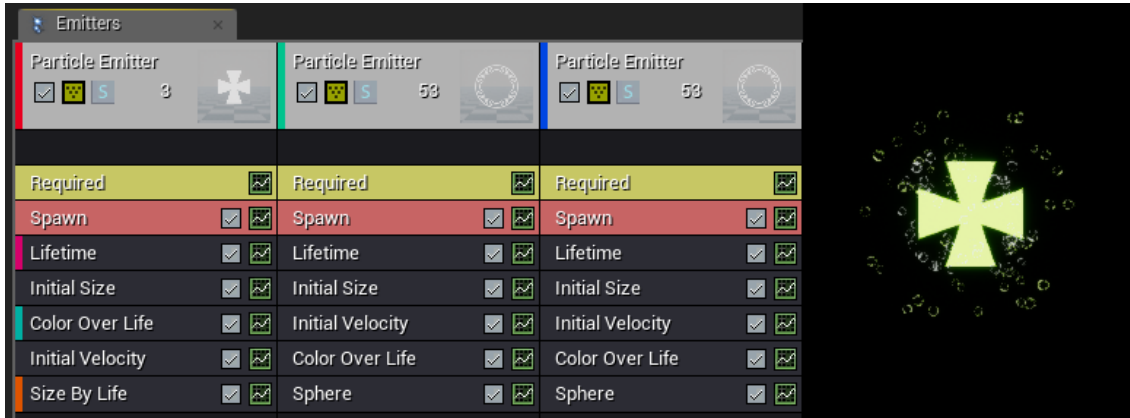 Emitters
Particle Emitter Particle Emitter Particle Emitter
S 3 S 53 S 53
Required Required Required
Spawn Spawn Spawn
Lifetime Lifetime Lifetime
Initial Size Initial Size Initial Size
Color Over Life Initial Velocity Initial Velocity
Initial Velocity Color Over Life Color Over Life
Size By Life Sphere Sphere